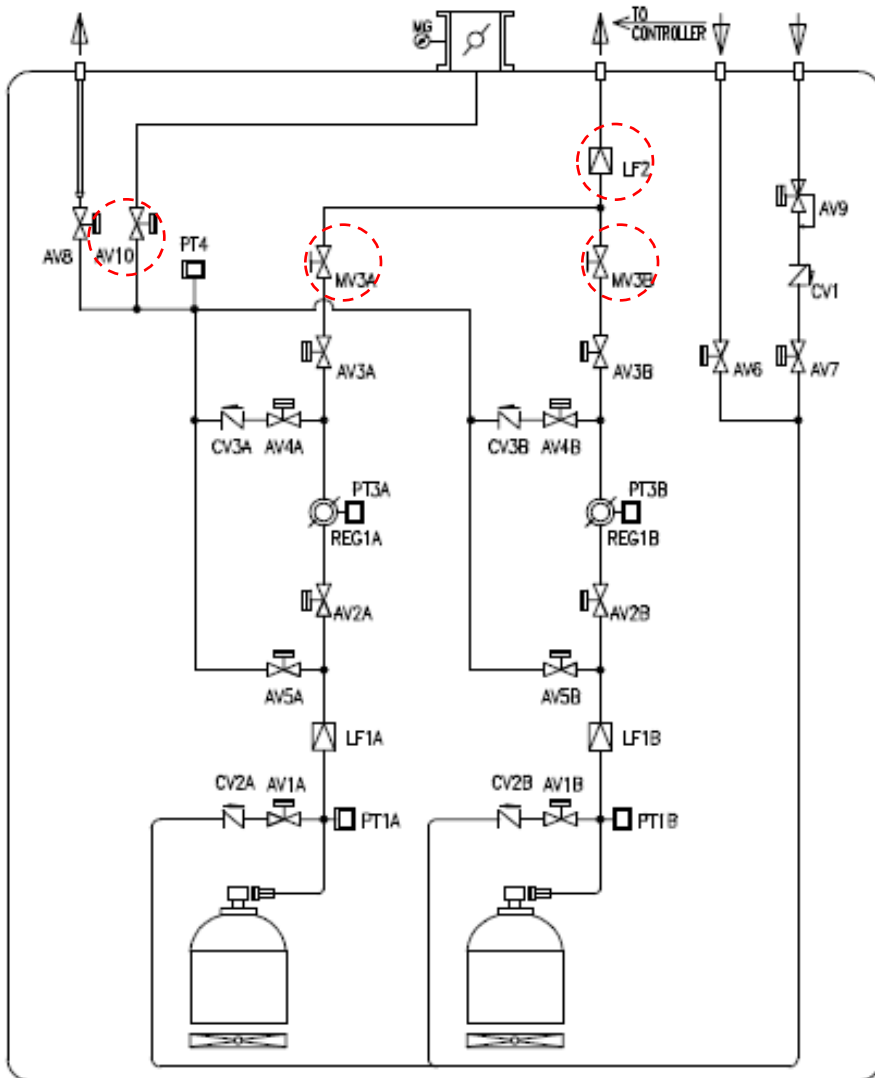 MG
TO
CONTROLLER
LF2
AV9
AV8
AV10
PT4
MV3A
MV3B
CV1
AV3A
AV3B
AV6
AV7
CV3A
AV4A
CV3B
AV4B
PT3A
PT3B
REG1A
REG1B
AV2A
AV2B
AV5A
AV5B
LF1A
LF1B
CV2A
AV1A
CV2B
AV1B
PT1A
PT1B